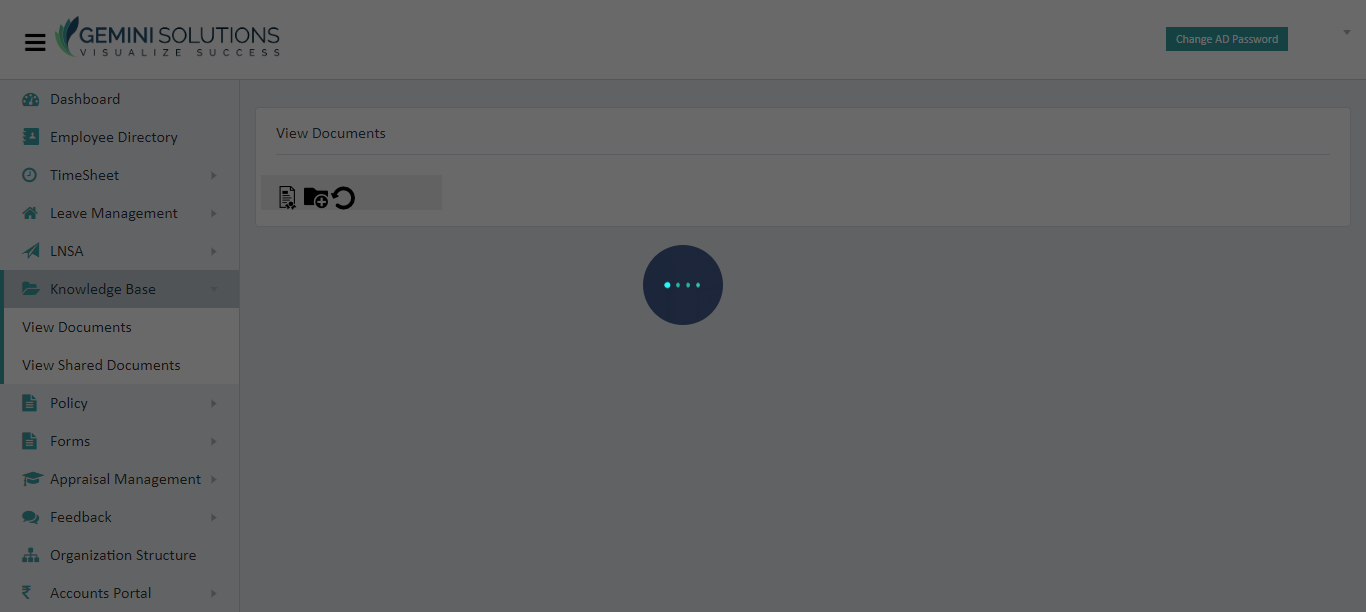 GEMINI SOLUTIONS
VISUALIZE SUCCESS
Change AD Password
Dashboard
Employee Directory
TimeSheet
Leave Management
LNSA
Knowledge Base
View Documents
View Shared Documents
Policy
Forms
Appraisal Management
Feedback
Organization Structure
Accounts Portal
View Documents